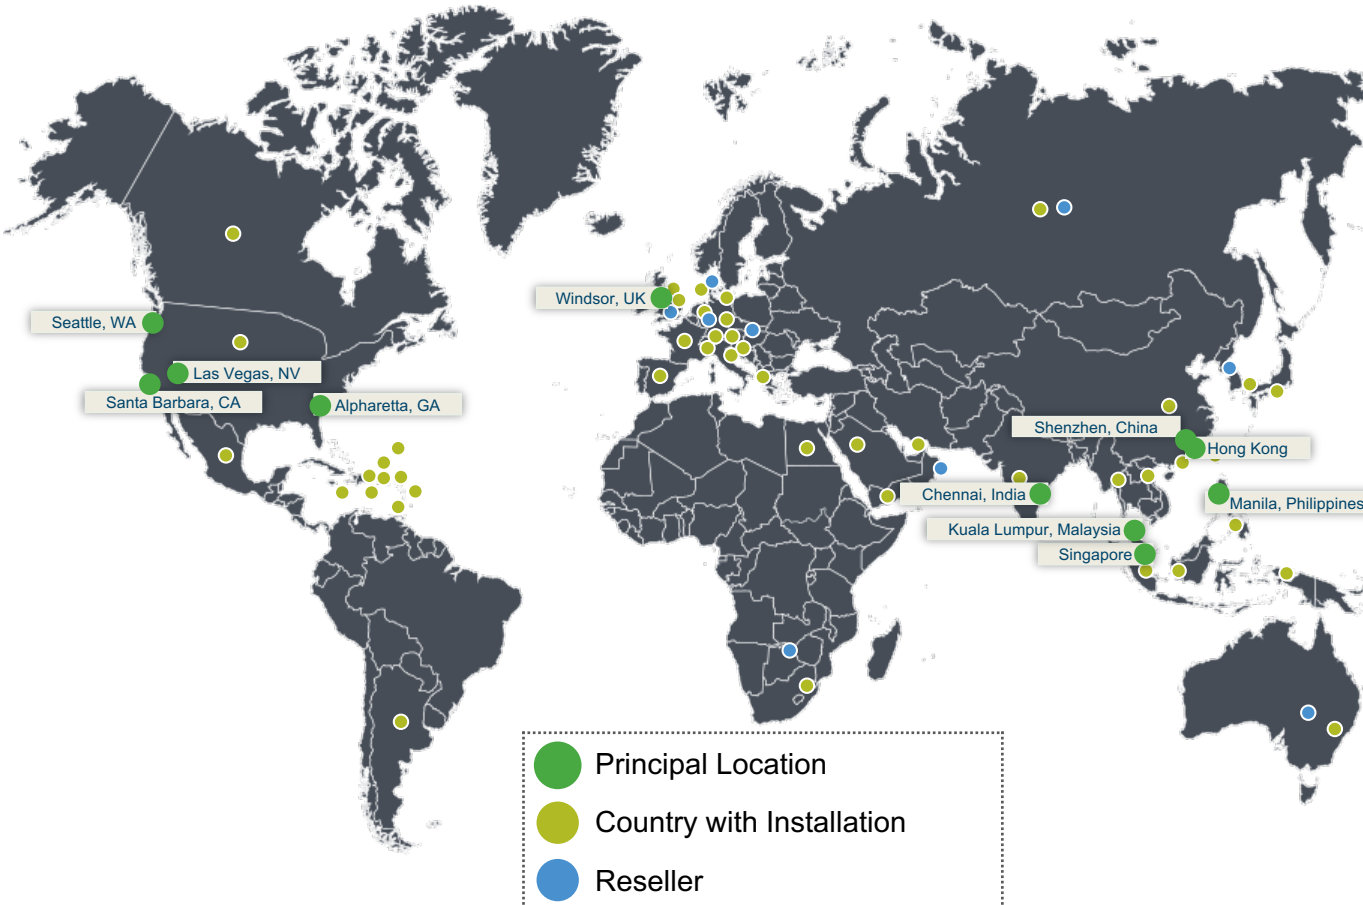 Windsor, UK
Seattle, WA
Las Vegas, NV
Santa Barbara, CA
Alpharetta, GA
Shenzhen, China
Hong Kong
Chennai, India
Manila, Philippines
Kuala Lumpur, Malaysia
Singapore
Principal Location
Country with Installation
Reseller